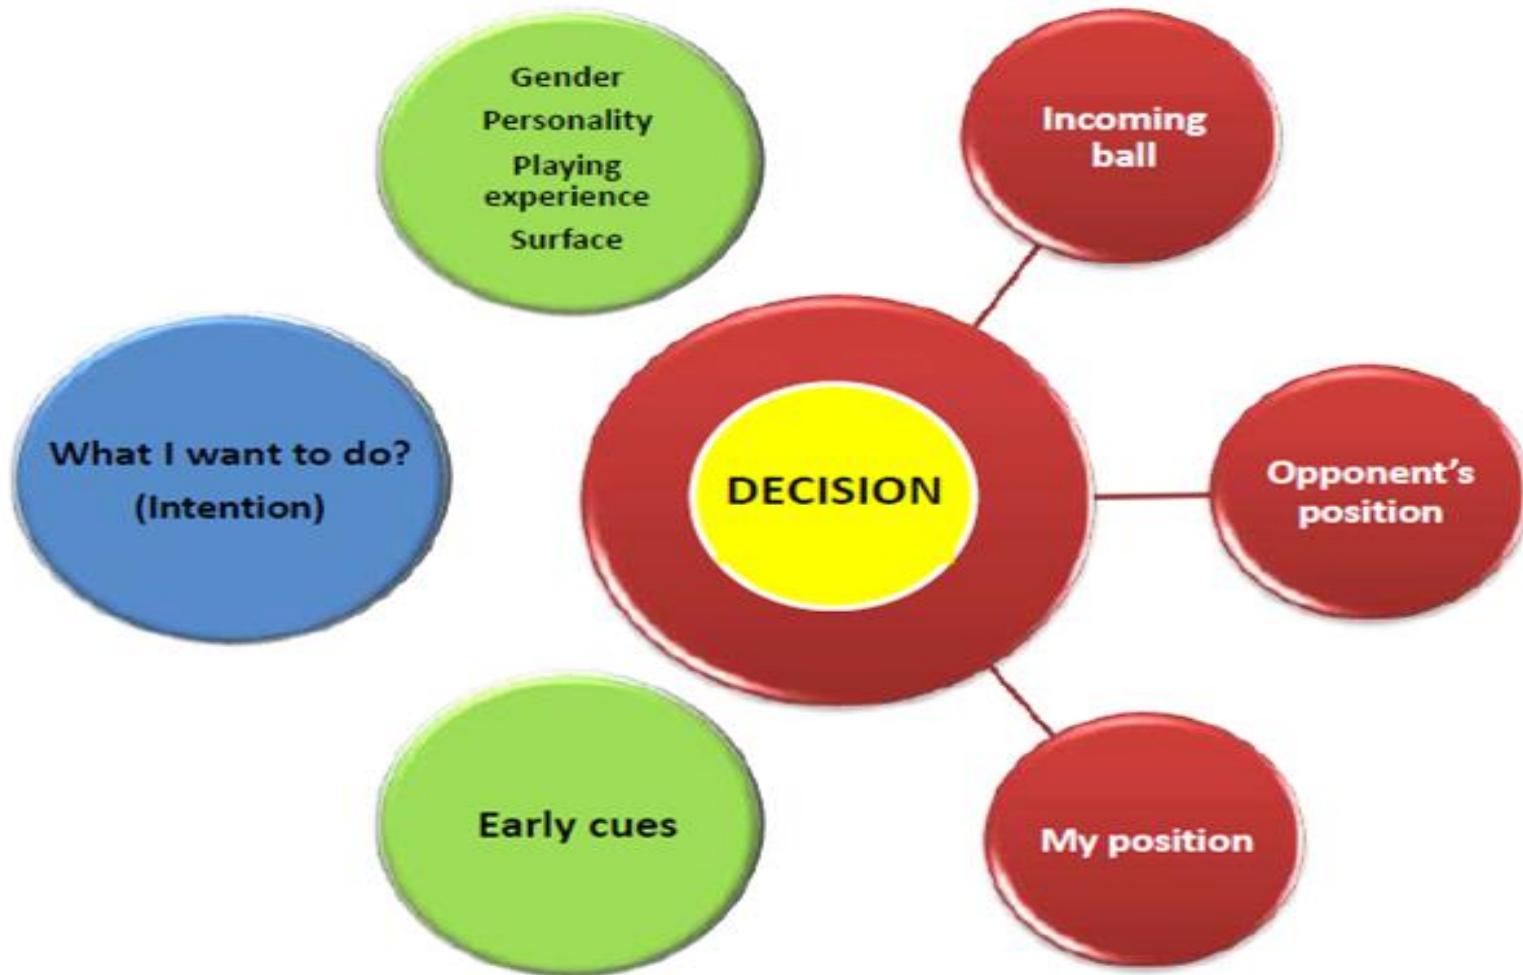 Gender
Personality
Playing
experience
Surface
Incoming
ball
What I want to do?
(Intention)
DECISION
Opponent’s
position
Early cues
My position